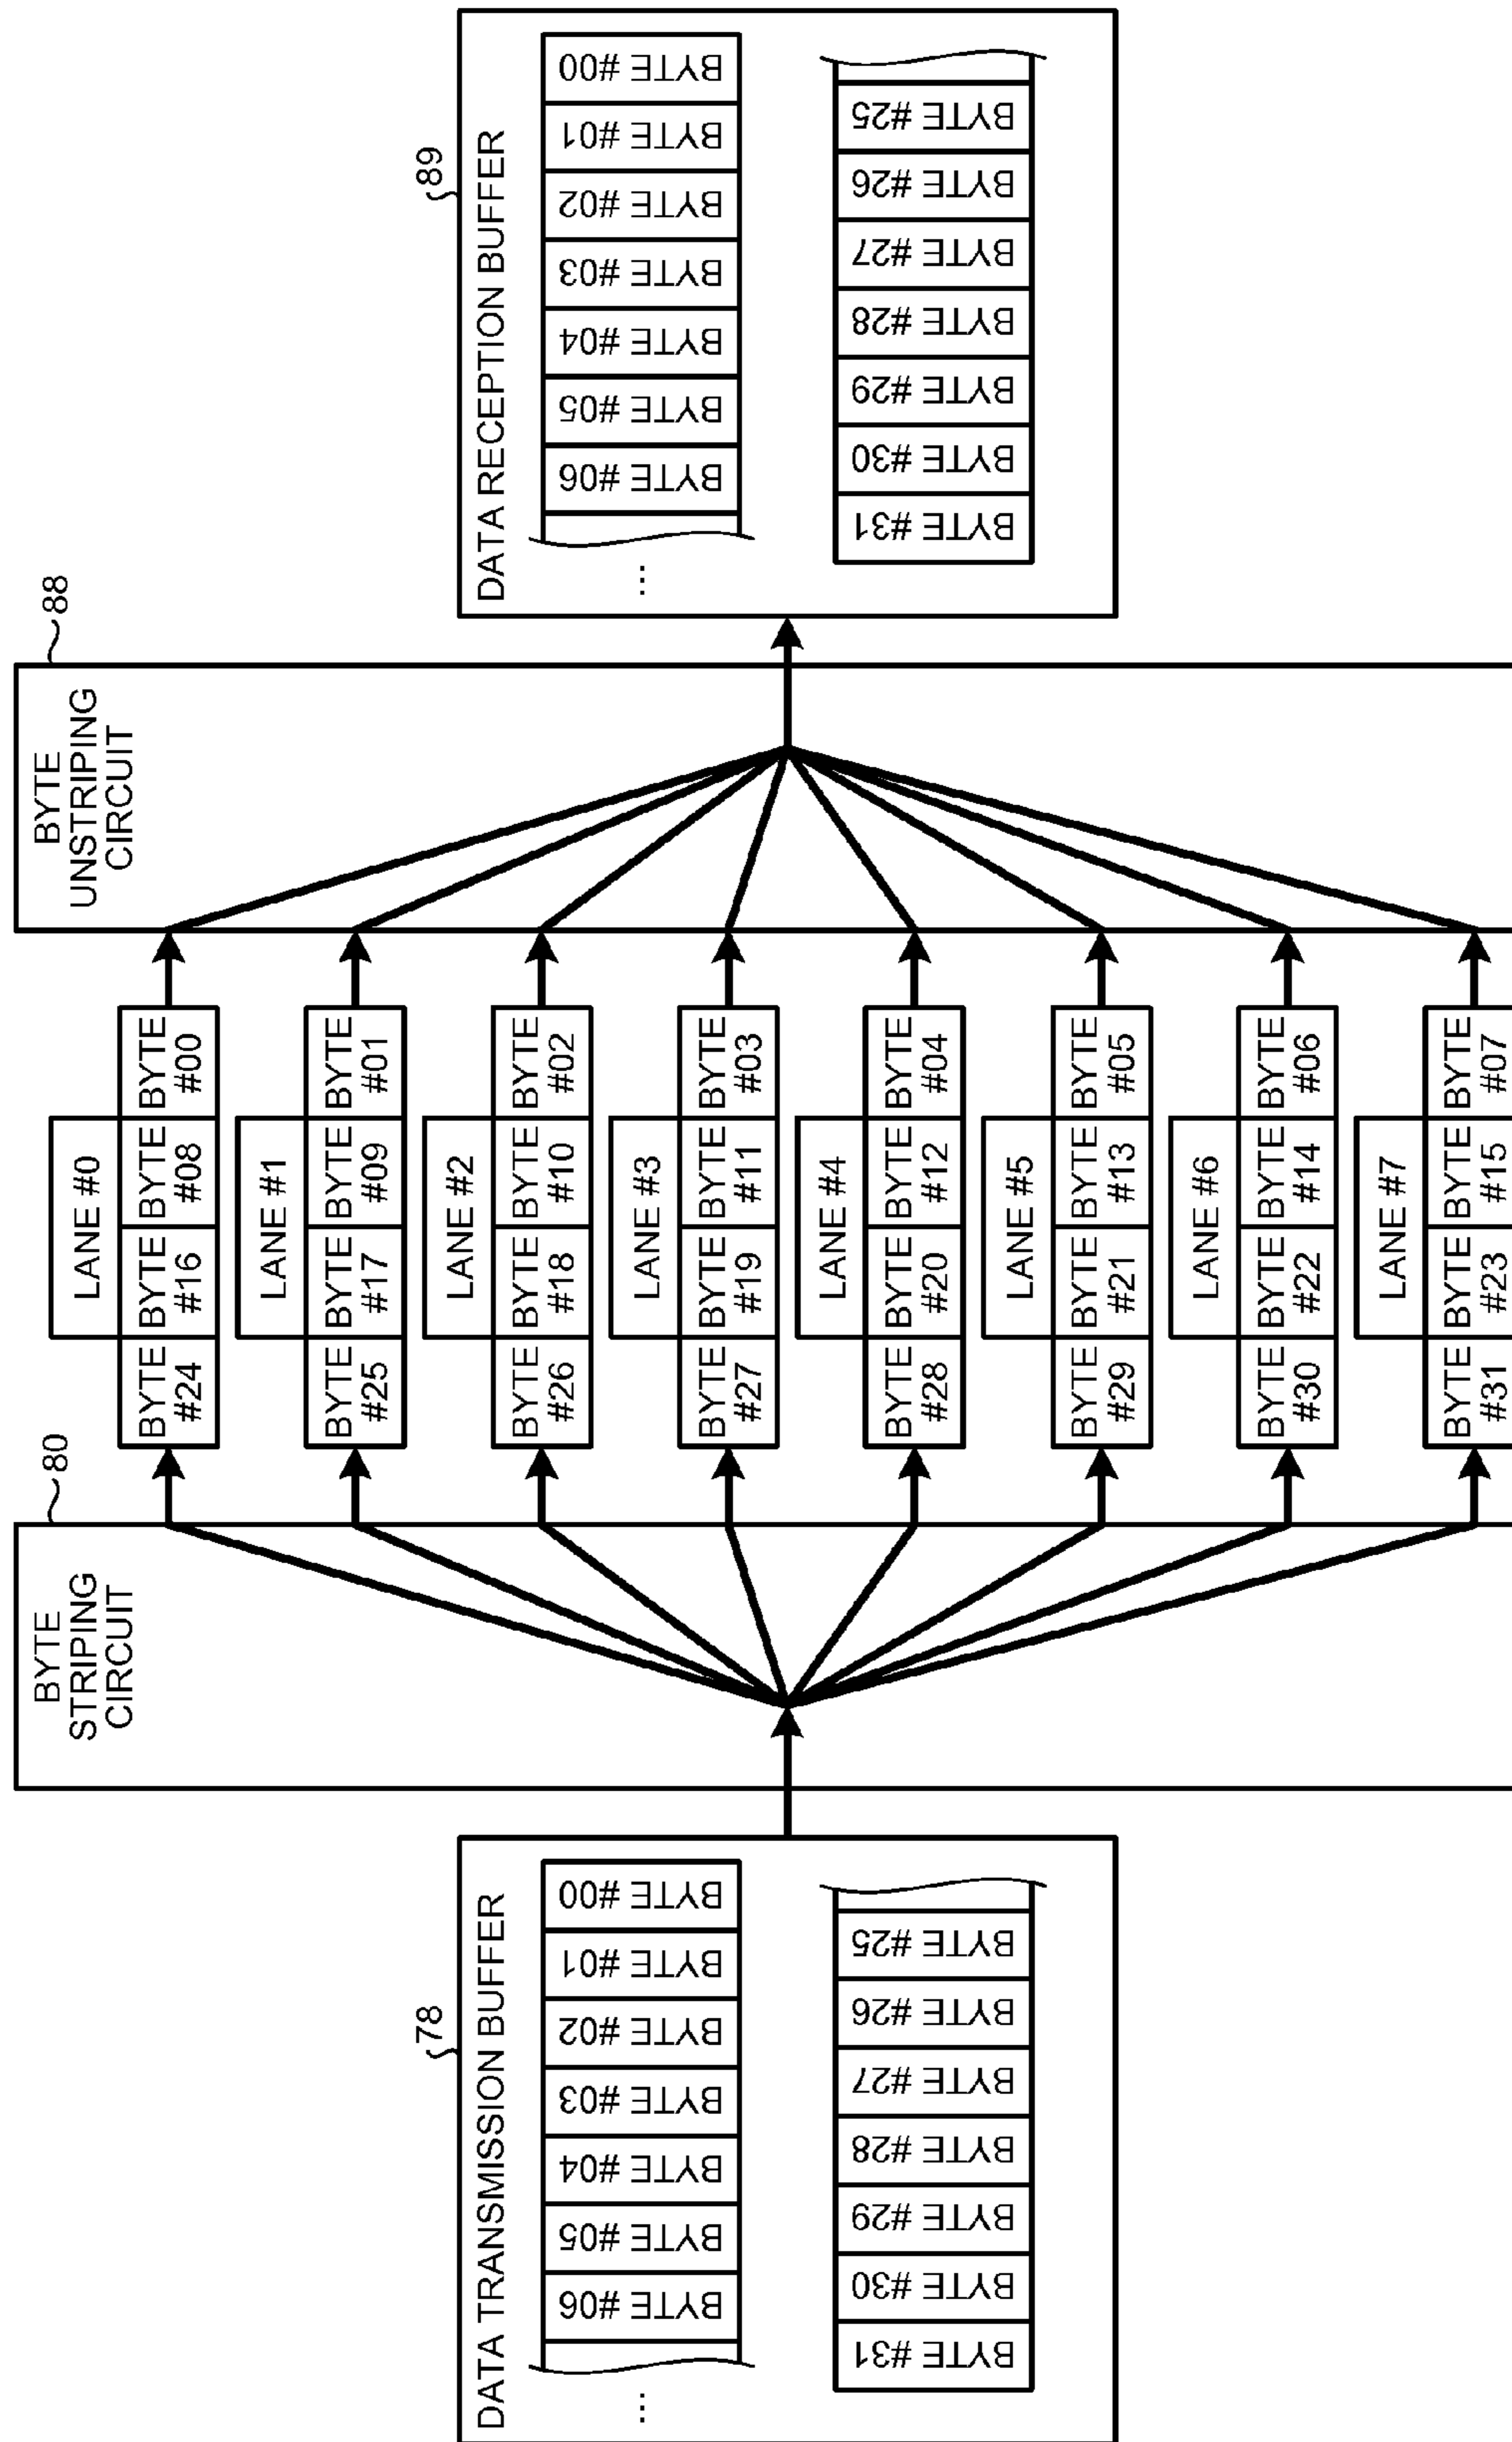 78
DATA TRANSMISSION BUFFER
BYTE #06
BYTE #05
BYTE #04
BYTE #03
BYTE #02
BYTE #01
BYTE #00
...
BYTE #31
BYTE #30
BYTE #29
BYTE #28
BYTE #27
BYTE #26
BYTE #25
80
BYTE
STRIPING
CIRCUIT
LANE #0
BYTE #24
BYTE #16
BYTE #08
BYTE #00
LANE #1
BYTE #25
BYTE #17
BYTE #09
BYTE #01
LANE #2
BYTE #26
BYTE #18
BYTE #10
BYTE #02
LANE #3
BYTE #27
BYTE #19
BYTE #11
BYTE #03
LANE #4
BYTE #28
BYTE #20
BYTE #12
BYTE #04
LANE #5
BYTE #29
BYTE #21
BYTE #13
BYTE #05
LANE #6
BYTE #30
BYTE #22
BYTE #14
BYTE #06
LANE #7
BYTE #31
BYTE #23
BYTE #15
BYTE #07
88
BYTE
UNSTRIPING
CIRCUIT
89
DATA RECEPTION BUFFER
BYTE #06
BYTE #05
BYTE #04
BYTE #03
BYTE #02
BYTE #01
BYTE #00
...
BYTE #31
BYTE #30
BYTE #29
BYTE #28
BYTE #27
BYTE #26
BYTE #25